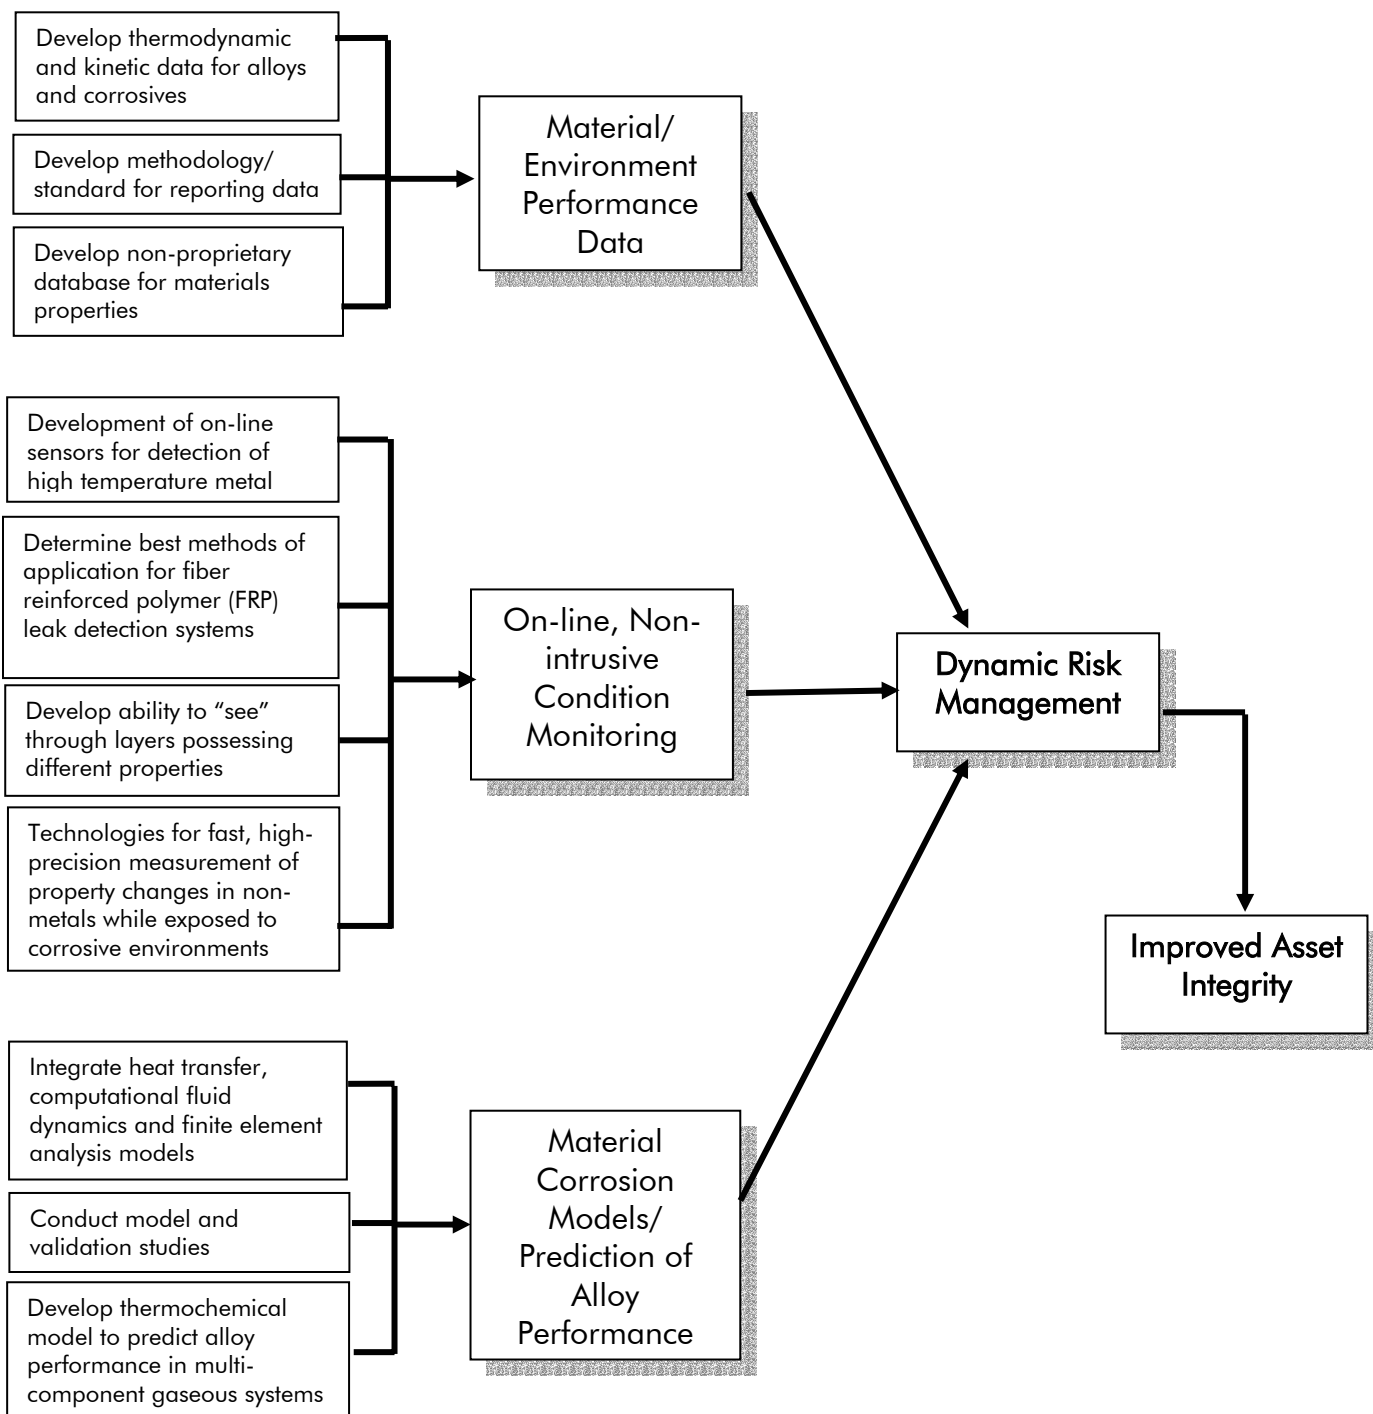 Develop thermodynamic
and kinetic data for alloys
and corrosives
Develop methodology/
standard for reporting data
Develop non-proprietary
database for materials
properties
Material/
Environment
Performance
Data
Development of on-line
sensors for detection of
high temperature metal
Determine best methods of
application for fiber
reinforced polymer (FRP)
leak detection systems
Develop ability to “see”
through layers possessing
different properties
Technologies for fast, high-
precision measurement of
property changes in non-
metals while exposed to
corrosive environments
On-line, Non-
intrusive
Condition
Monitoring
Integrate heat transfer,
computational fluid
dynamics and finite element
analysis models
Conduct model and
validation studies
Develop thermochemical
model to predict alloy
performance in multi-
component gaseous systems
Material
Corrosion
Models/
Prediction of
Alloy
Performance
Dynamic Risk
Management
Improved Asset
Integrity